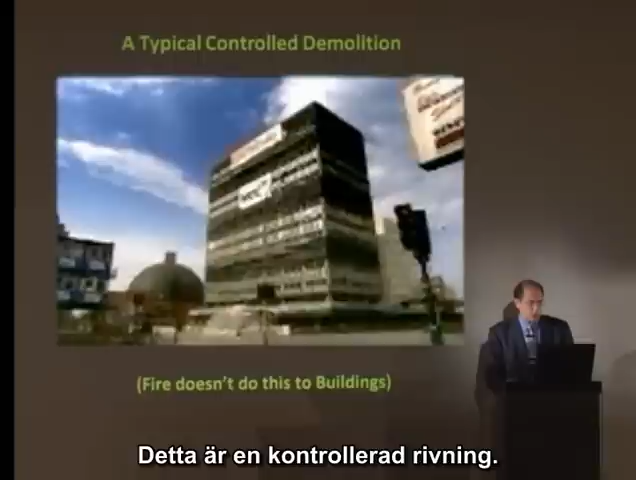 A Typical Controlled Demolition
(Fire doesn't do this to Buildings)
Detta är en kontrollerad rivning.